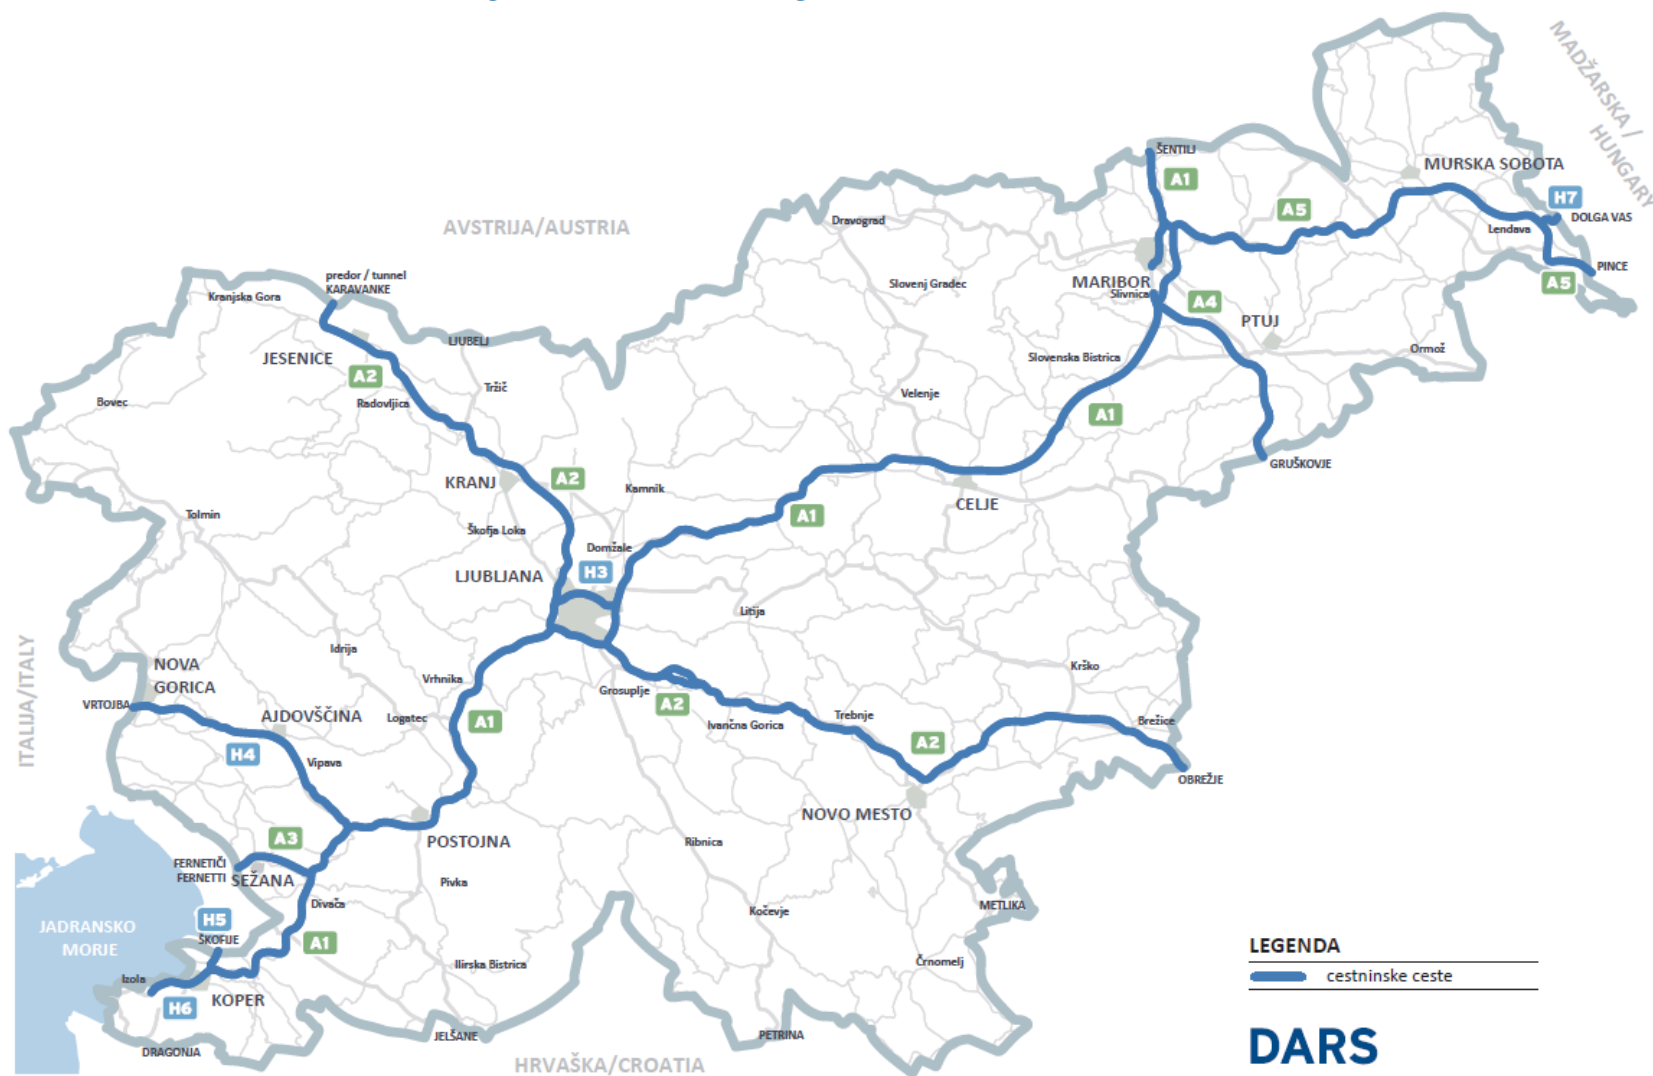 MADŽARSKA /
HUNGARY
ŠENTILJ
MURSKA SOBOTA
A1
H7
A5
DOLGA VAS
Dravograd
AVSTRIJA/AUSTRIA
Lendava
PINCE
predor / tunnel
KARAVANKE
MARIBOR
Slovenj Gradec
A5
Kranjska Gora
Slivnica
A4
PTUJ
LJUBELJ
JESENICE
Slovenska Bistrica
Ormož
A2
Tržič
Velenje
Bovec
Radovljica
A1
GRUŠKOVJE
KRANJ
A2
Kamnik
CELJE
Tolmin
A1
Škofja Loka
Domžale
LJUBLJANA
H3
Litija
ITALIJA/ITALY
Idrija
NOVA
GORICA
Krško
Vrhnika
Grosuplje
VRTOJBA
A2
AJDOVŠČINA
Logatec
A1
Ivančna Gorica
Trebnje
Brežice
H4
Vipava
A2
OBREŽJE
NOVO MESTO
A3
POSTOJNA
Ribnica
FERNETIČI
FERNETTI
SEŽANA
Pivka
Divača
Kočevje
METLIKA
H5
JADRANSKO
MORJE
ŠKOFIJE
A1
LEGENDA
Ilirska Bistrica
Črnomelj
Izola
cestninske ceste
H6
KOPER
JELŠANE
PETRINA
DRAGONJA
HRVAŠKA/CROATIA
DARS